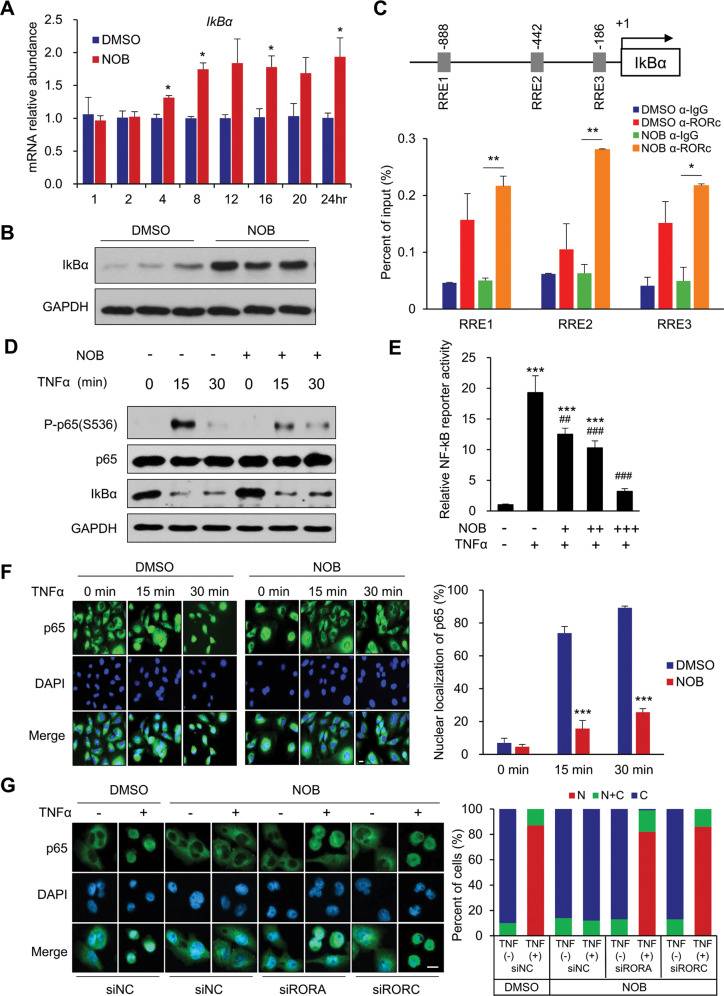 A
IkBα
mRNA relative abundance
2.5
2.0
1.5
1.0
0.5
0.0
DMSO
NOB
* * * *
1 2 4 8 12 16 20 24hr
B
DMSO NOB
IkBα
GAPDH
C
-888 -442 -186 +1
IkBα
RRE1 RRE2 RRE3
DMSO α-IgG
DMSO α-RORc
NOB α-IgG
NOB α-RORc
Percent of input (%)
0.3
0.2
0.1
0
** ** *
RRE1 RRE2 RRE3
D
NOB - - - + + +
TNFα (min) 0 15 30 0 15 30
P-p65(S536)
p65
IkBα
GAPDH
E
Relative NF-kB reporter activity
25
20
15
10
5
0
***
*** ***
## ### ###
NOB - - + ++ +++
TNFα - + + + +
F
DMSO NOB
TNFα 0 min 15 min 30 min 0 min 15 min 30 min
p65
DAPI
Merge
Nuclear localization of p65 (%)
100
80
60
40
20
0
*** ***
DMSO
NOB
0 min 15 min 30 min
G
DMSO NOB
TNFα - + - + - + - +
p65
DAPI
Merge
siNC siNC siRORA siRORC
N N+C C
Percent of cells (%)
100
80
60
40
20
0
TNF TNF TNF TNF TNF TNF TNF TNF
(-) (+) (-) (+) (-) (+) (-) (+)
siNC siNC siRORA siRORC
DMSO NOB